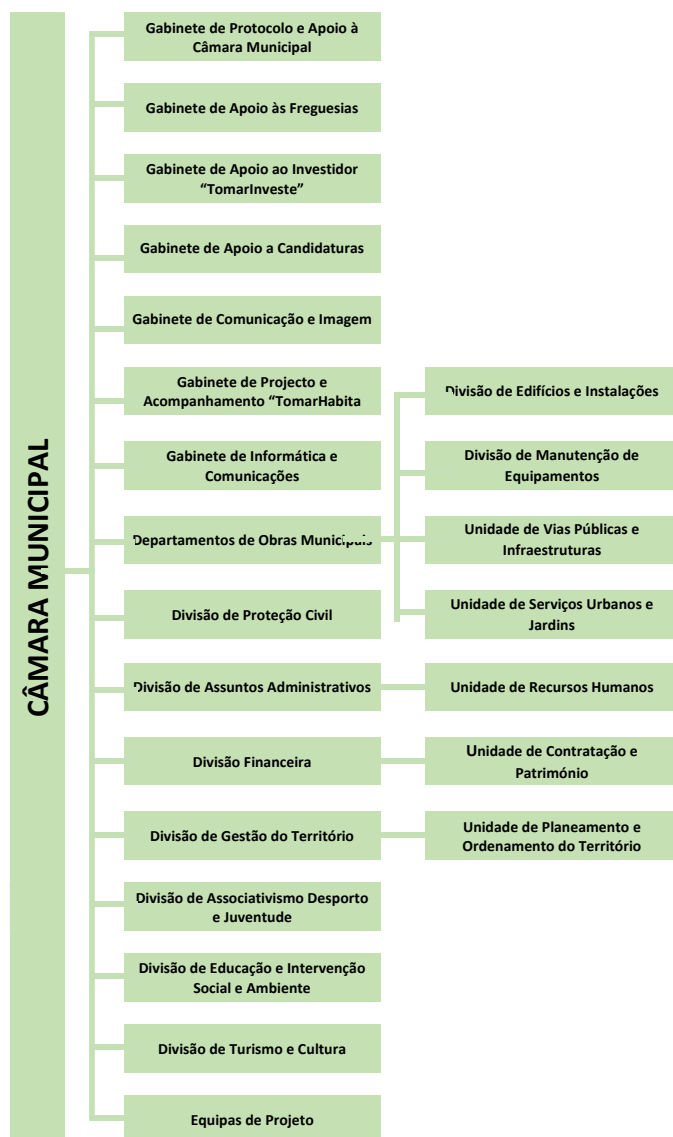 CÂMARA MUNICIPAL
Gabinete de Protocolo e Apoio à
Câmara Municipal
Gabinete de Apoio às Freguesias
Gabinete de Apoio ao Investidor
“TomarInveste”
Gabinete de Apoio a Candidaturas
Gabinete de Comunicação e Imagem
Gabinete de Projecto e
Acompanhamento “TomarHabita
Gabinete de Informática e
Comunicações
Departamentos de Obras Municipais
Divisão de Edifícios e Instalações
Divisão de Manutenção de
Equipamentos
Unidade de Vias Públicas e
Infraestruturas
Unidade de Serviços Urbanos e
Jardins
Divisão de Proteção Civil
Divisão de Assuntos Administrativos
Unidade de Recursos Humanos
Divisão Financeira
Unidade de Contratação e
Património
Divisão de Gestão do Território
Unidade de Planeamento e
Ordenamento do Território
Divisão de Associativismo Desporto
e Juventude
Divisão de Educação e Intervenção
Social e Ambiente
Divisão de Turismo e Cultura
Equipas de Projeto